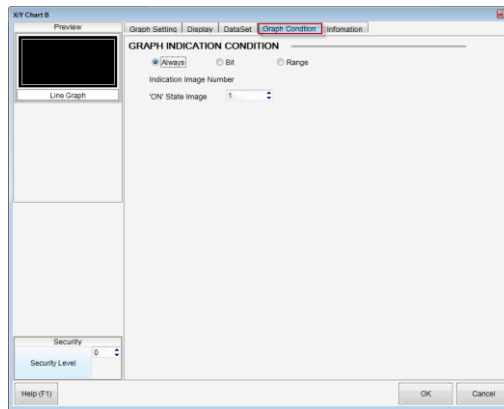 X/Y Chart B
Preview
Line Graph
Graph Setting Display DataSet Graph Condtion Infomation
GRAPH INDICATION CONDITION
Always Bit Range
Indication Image Number
'ON' State Image 1
Security
Security Level 0
Help (F1) OK Cancel